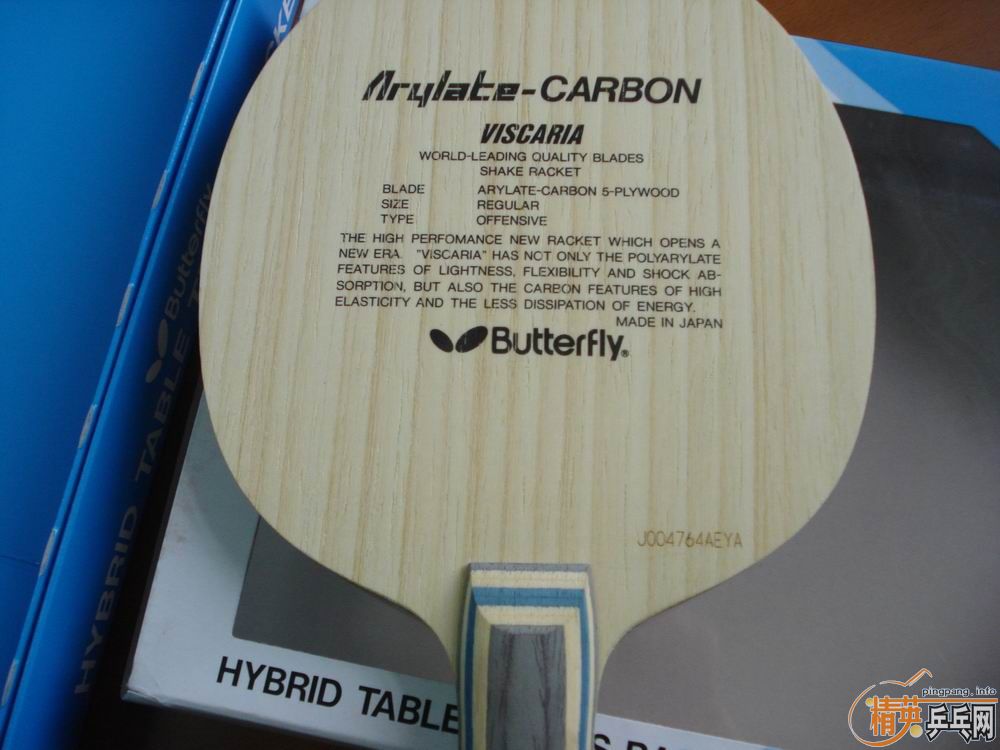 Arylate-CARBON
VISCARIA
WORLD-LEADING QUALITY BLADES
SHAKE RACKET
BLADE ARYLATE-CARBON 5-PLYWOOD
SIZE REGULAR
TYPE OFFENSIVE
THE HIGH PERFOMANCE NEW RACKET WHICH OPENS A
NEW ERA. "VISCARIA" HAS NOT ONLY THE POLYARYLATE
FEATURES OF LIGHTNESS, FLEXIBILITY AND SHOCK AB-
SORPTION, BUT ALSO THE CARBON FEATURES OF HIGH
ELASTICITY AND THE LESS DISSIPATION OF ENERGY.
MADE IN JAPAN
Butterfly®
J004764AEYA
Butterfly
HYBRID TABLE
HYBRID TABLE
pingpang.info
精英乒乓网